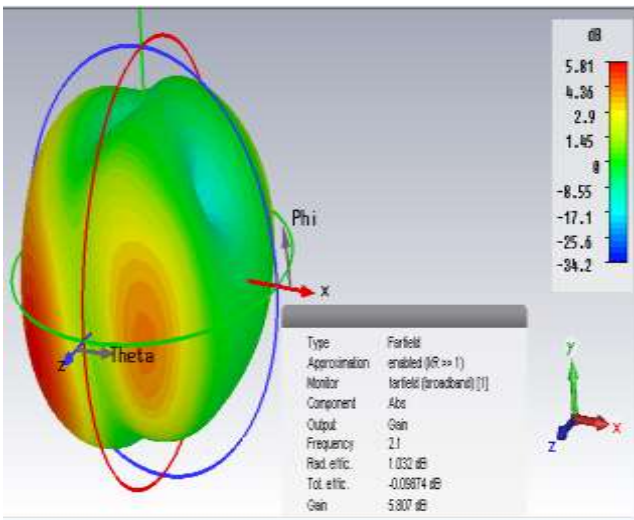 dB
5.81
4.36
2.9
1.45
0
-8.55
-17.1
-25.6
-34.2
Phi
x
z
Theta
Type Farfield
Approximation enabled (kR >> 1)
Monitor farfield (broadband) [1]
Component Abs
Output Gain
Frequency 2.1
Rad. effic. 1.032 dB
Tot. effic. -0.09874 dB
Gain 5.807 dB
y
x
z